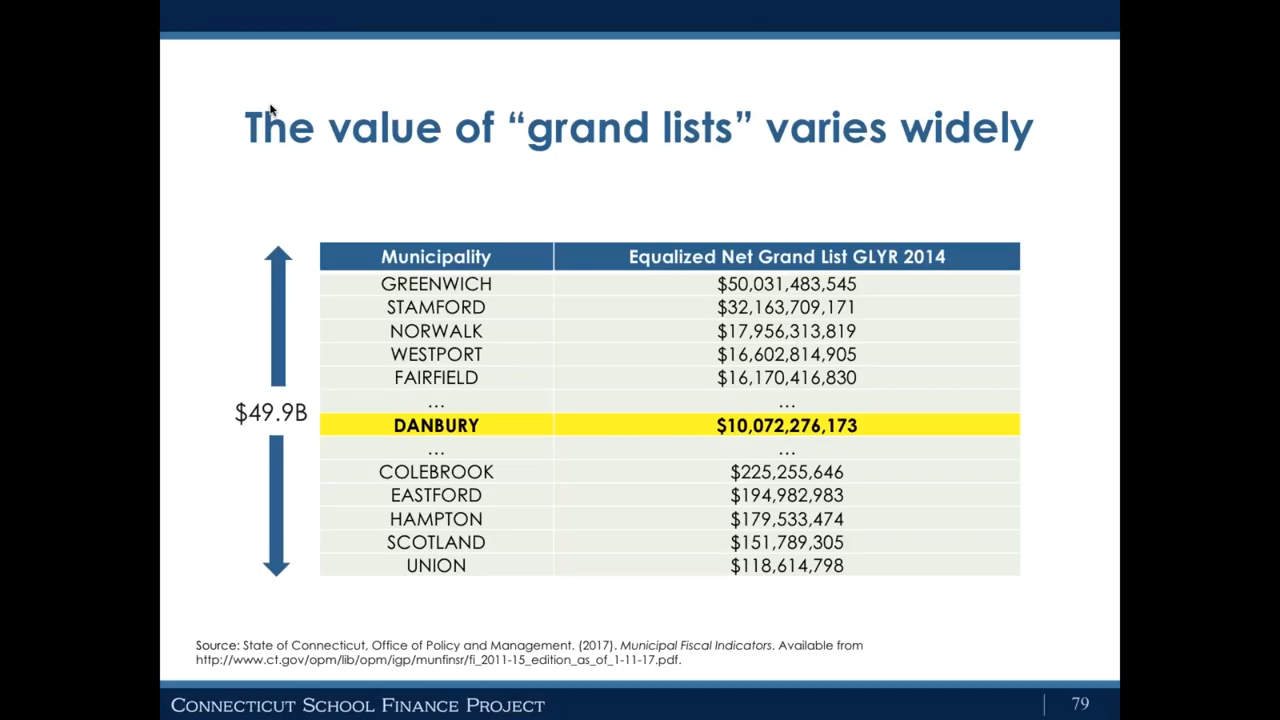 The value of “grand lists” varies widely
Municipality Equalized Net Grand List GLYR 2014
GREENWICH $50,031,483,545
STAMFORD $32,163,709,171
NORWALK $17,956,313,819
WESTPORT $16,602,814,905
FAIRFIELD $16,170,416,830
… …
$49.9B
DANBURY $10,072,276,173
… …
COLEBROOK $225,255,646
EASTFORD $194,982,983
HAMPTON $179,533,474
SCOTLAND $151,789,305
UNION $118,614,798
Source: State of Connecticut, Office of Policy and Management. (2017). Municipal Fiscal Indicators. Available from
http://www.ct.gov/opm/lib/opm/igp/munfinsr/fi_2011-15_edition_as_of_1-11-17.pdf.
CONNECTICUT SCHOOL FINANCE PROJECT 79